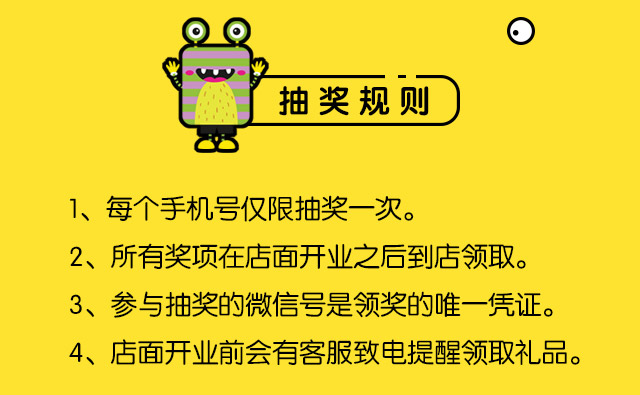 抽奖规则
1、每个手机号仅限抽奖一次。
2、所有奖项在店面开业之后到店领取。
3、参与抽奖的微信号是领奖的唯一凭证。
4、店面开业前会有客服致电提醒领取礼品。